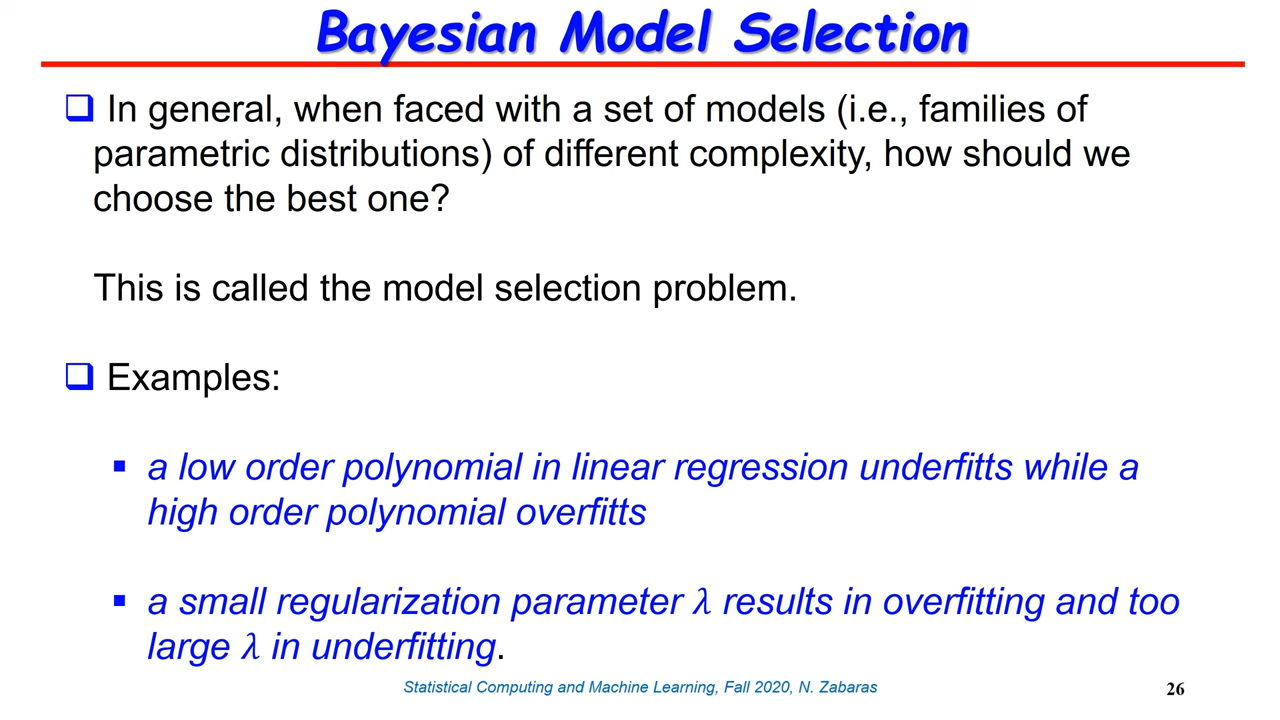 Bayesian Model Selection
❑ In general, when faced with a set of models (i.e., families of
parametric distributions) of different complexity, how should we
choose the best one?
This is called the model selection problem.
❑ Examples:
▪ a low order polynomial in linear regression underfitts while a
high order polynomial overfitts
▪ a small regularization parameter λ results in overfitting and too
large λ in underfitting.
Statistical Computing and Machine Learning, Fall 2020, N. Zabaras
26